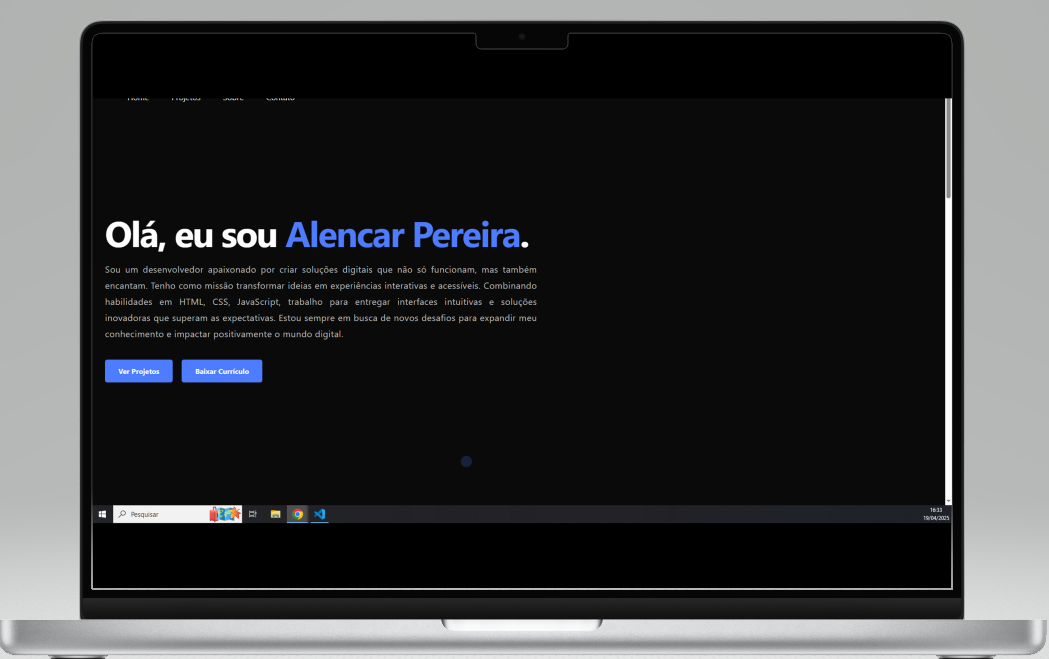 Home Projetos Sobre Contato
Olá, eu sou Alencar Pereira.
Sou um desenvolvedor apaixonado por criar soluções digitais que não só funcionam, mas também
encantam. Tenho como missão transformar ideias em experiências interativas e acessíveis. Combinando
habilidades em HTML, CSS, JavaScript, trabalho para entregar interfaces intuitivas e soluções
inovadoras que superam as expectativas. Estou sempre em busca de novos desafios para expandir meu
conhecimento e impactar positivamente o mundo digital.
Ver Projetos Baixar Currículo
Pesquisar
16:33
19/04/2025